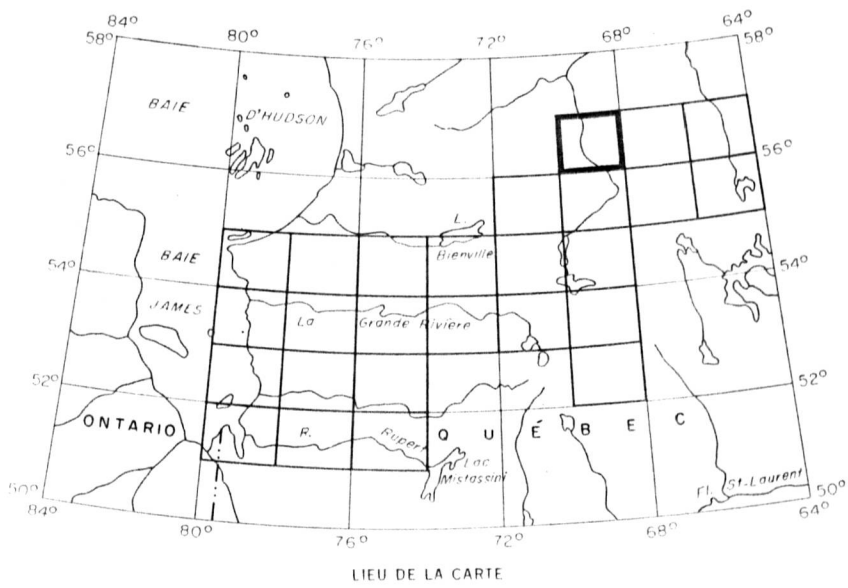 84° 80° 76° 72° 68° 64°
58° 58°
BAIE D'HUDSON
56° 56°
L. Bienville
BAIE JAMES
54° 54°
La Grande Rivière
52° 52°
ONTARIO
R. Rupert
QUÉBEC
Lac Mistassini
Fl. St-Laurent
50° 50°
84° 80° 76° 72° 68° 64°
LIEU DE LA CARTE